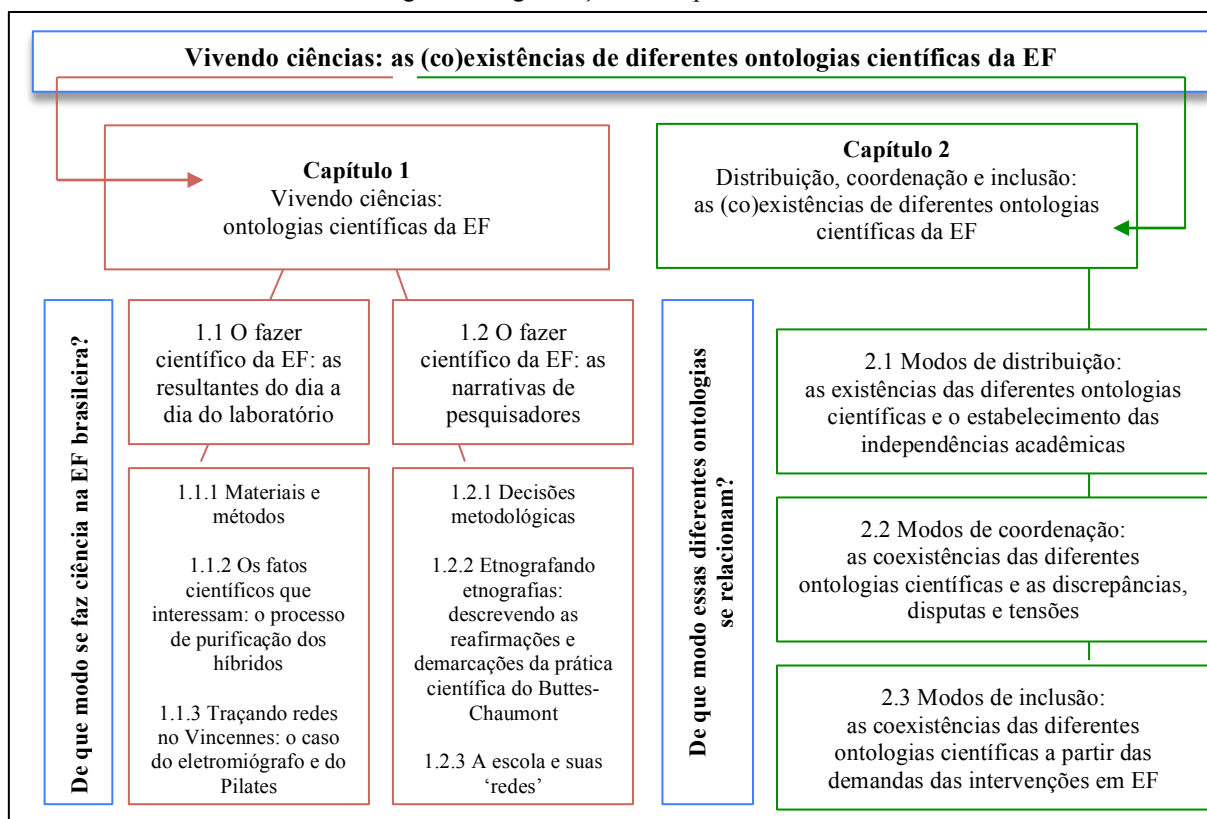 Vivendo ciências: as (co)existências de diferentes ontologias científicas da EF
Capítulo 1
Vivendo ciências:
ontologias científicas da EF
Capítulo 2
Distribuição, coordenação e inclusão:
as (co)existências de diferentes ontologias
científicas da EF
De que modo se faz ciência na EF brasileira?
1.1 O fazer
científico da EF: as
resultantes do dia a
dia do laboratório
1.2 O fazer
científico da EF: as
narrativas de
pesquisadores
1.1.1 Materiais e
métodos
1.1.2 Os fatos
científicos que
interessam: o processo
de purificação dos
híbridos
1.1.3 Traçando redes
no Vincennes: o caso
do eletromiógrafo e do
Pilates
1.2.1 Decisões
metodológicas
1.2.2 Etnografando
etnografias:
descrevendo as
reafirmações e
demarcações da prática
científica do Buttes-
Chaumont
1.2.3 A escola e suas
‘redes’
De que modo essas diferentes ontologias
se relacionam?
2.1 Modos de distribuição:
as existências das diferentes ontologias
científicas e o estabelecimento das
independências acadêmicas
2.2 Modos de coordenação:
as coexistências das diferentes
ontologias científicas e as discrepâncias,
disputas e tensões
2.3 Modos de inclusão:
as coexistências das diferentes
ontologias científicas a partir das
demandas das intervenções em EF